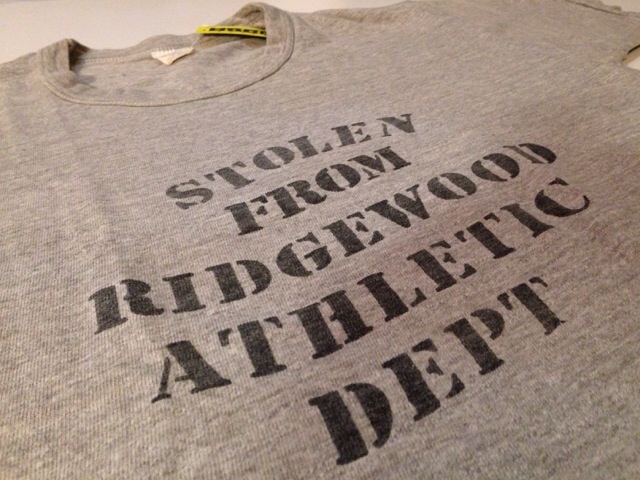 STOLEN
FROM
RIDGEWOOD
ATHLETIC
DEPT